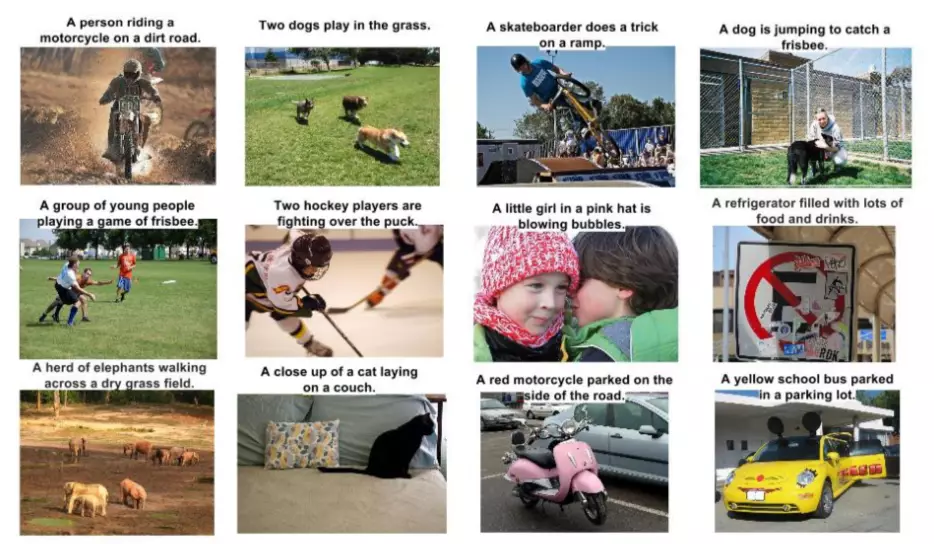 A person riding a
motorcycle on a dirt road.
Two dogs play in the grass.
A skateboarder does a trick
on a ramp.
A dog is jumping to catch a
frisbee.
A group of young people
playing a game of frisbee.
Two hockey players are
fighting over the puck.
A little girl in a pink hat is
blowing bubbles.
A refrigerator filled with lots of
food and drinks.
A herd of elephants walking
across a dry grass field.
A close up of a cat laying
on a couch.
A red motorcycle parked on the
side of the road.
A yellow school bus parked
in a parking lot.